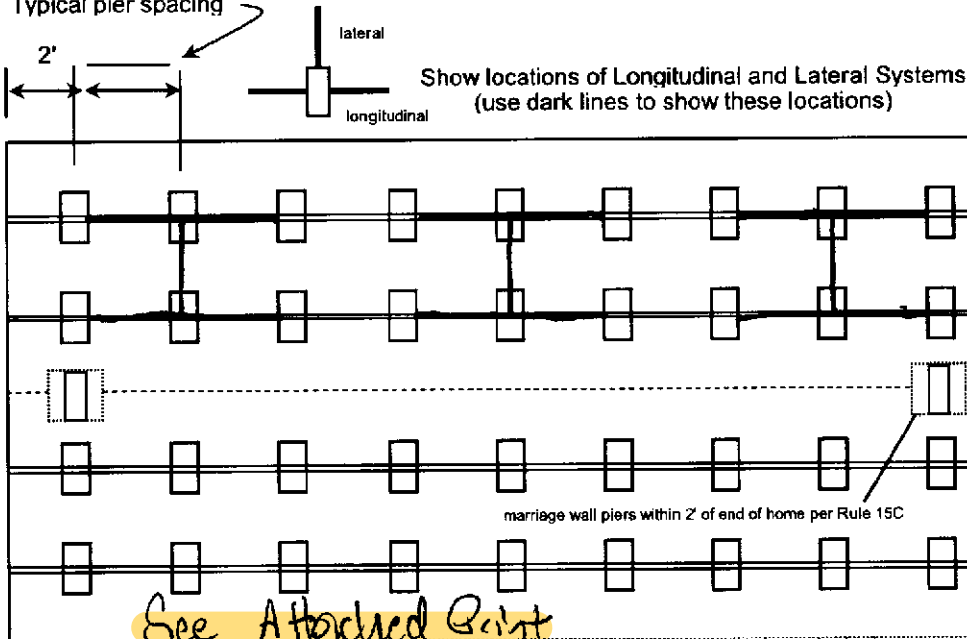 Typical pier spacing
2'
lateral
longitudinal
Show locations of Longitudinal and Lateral Systems
(use dark lines to show these locations)
marriage wall piers within 2' of end of home per Rule 15C
See Attached Print